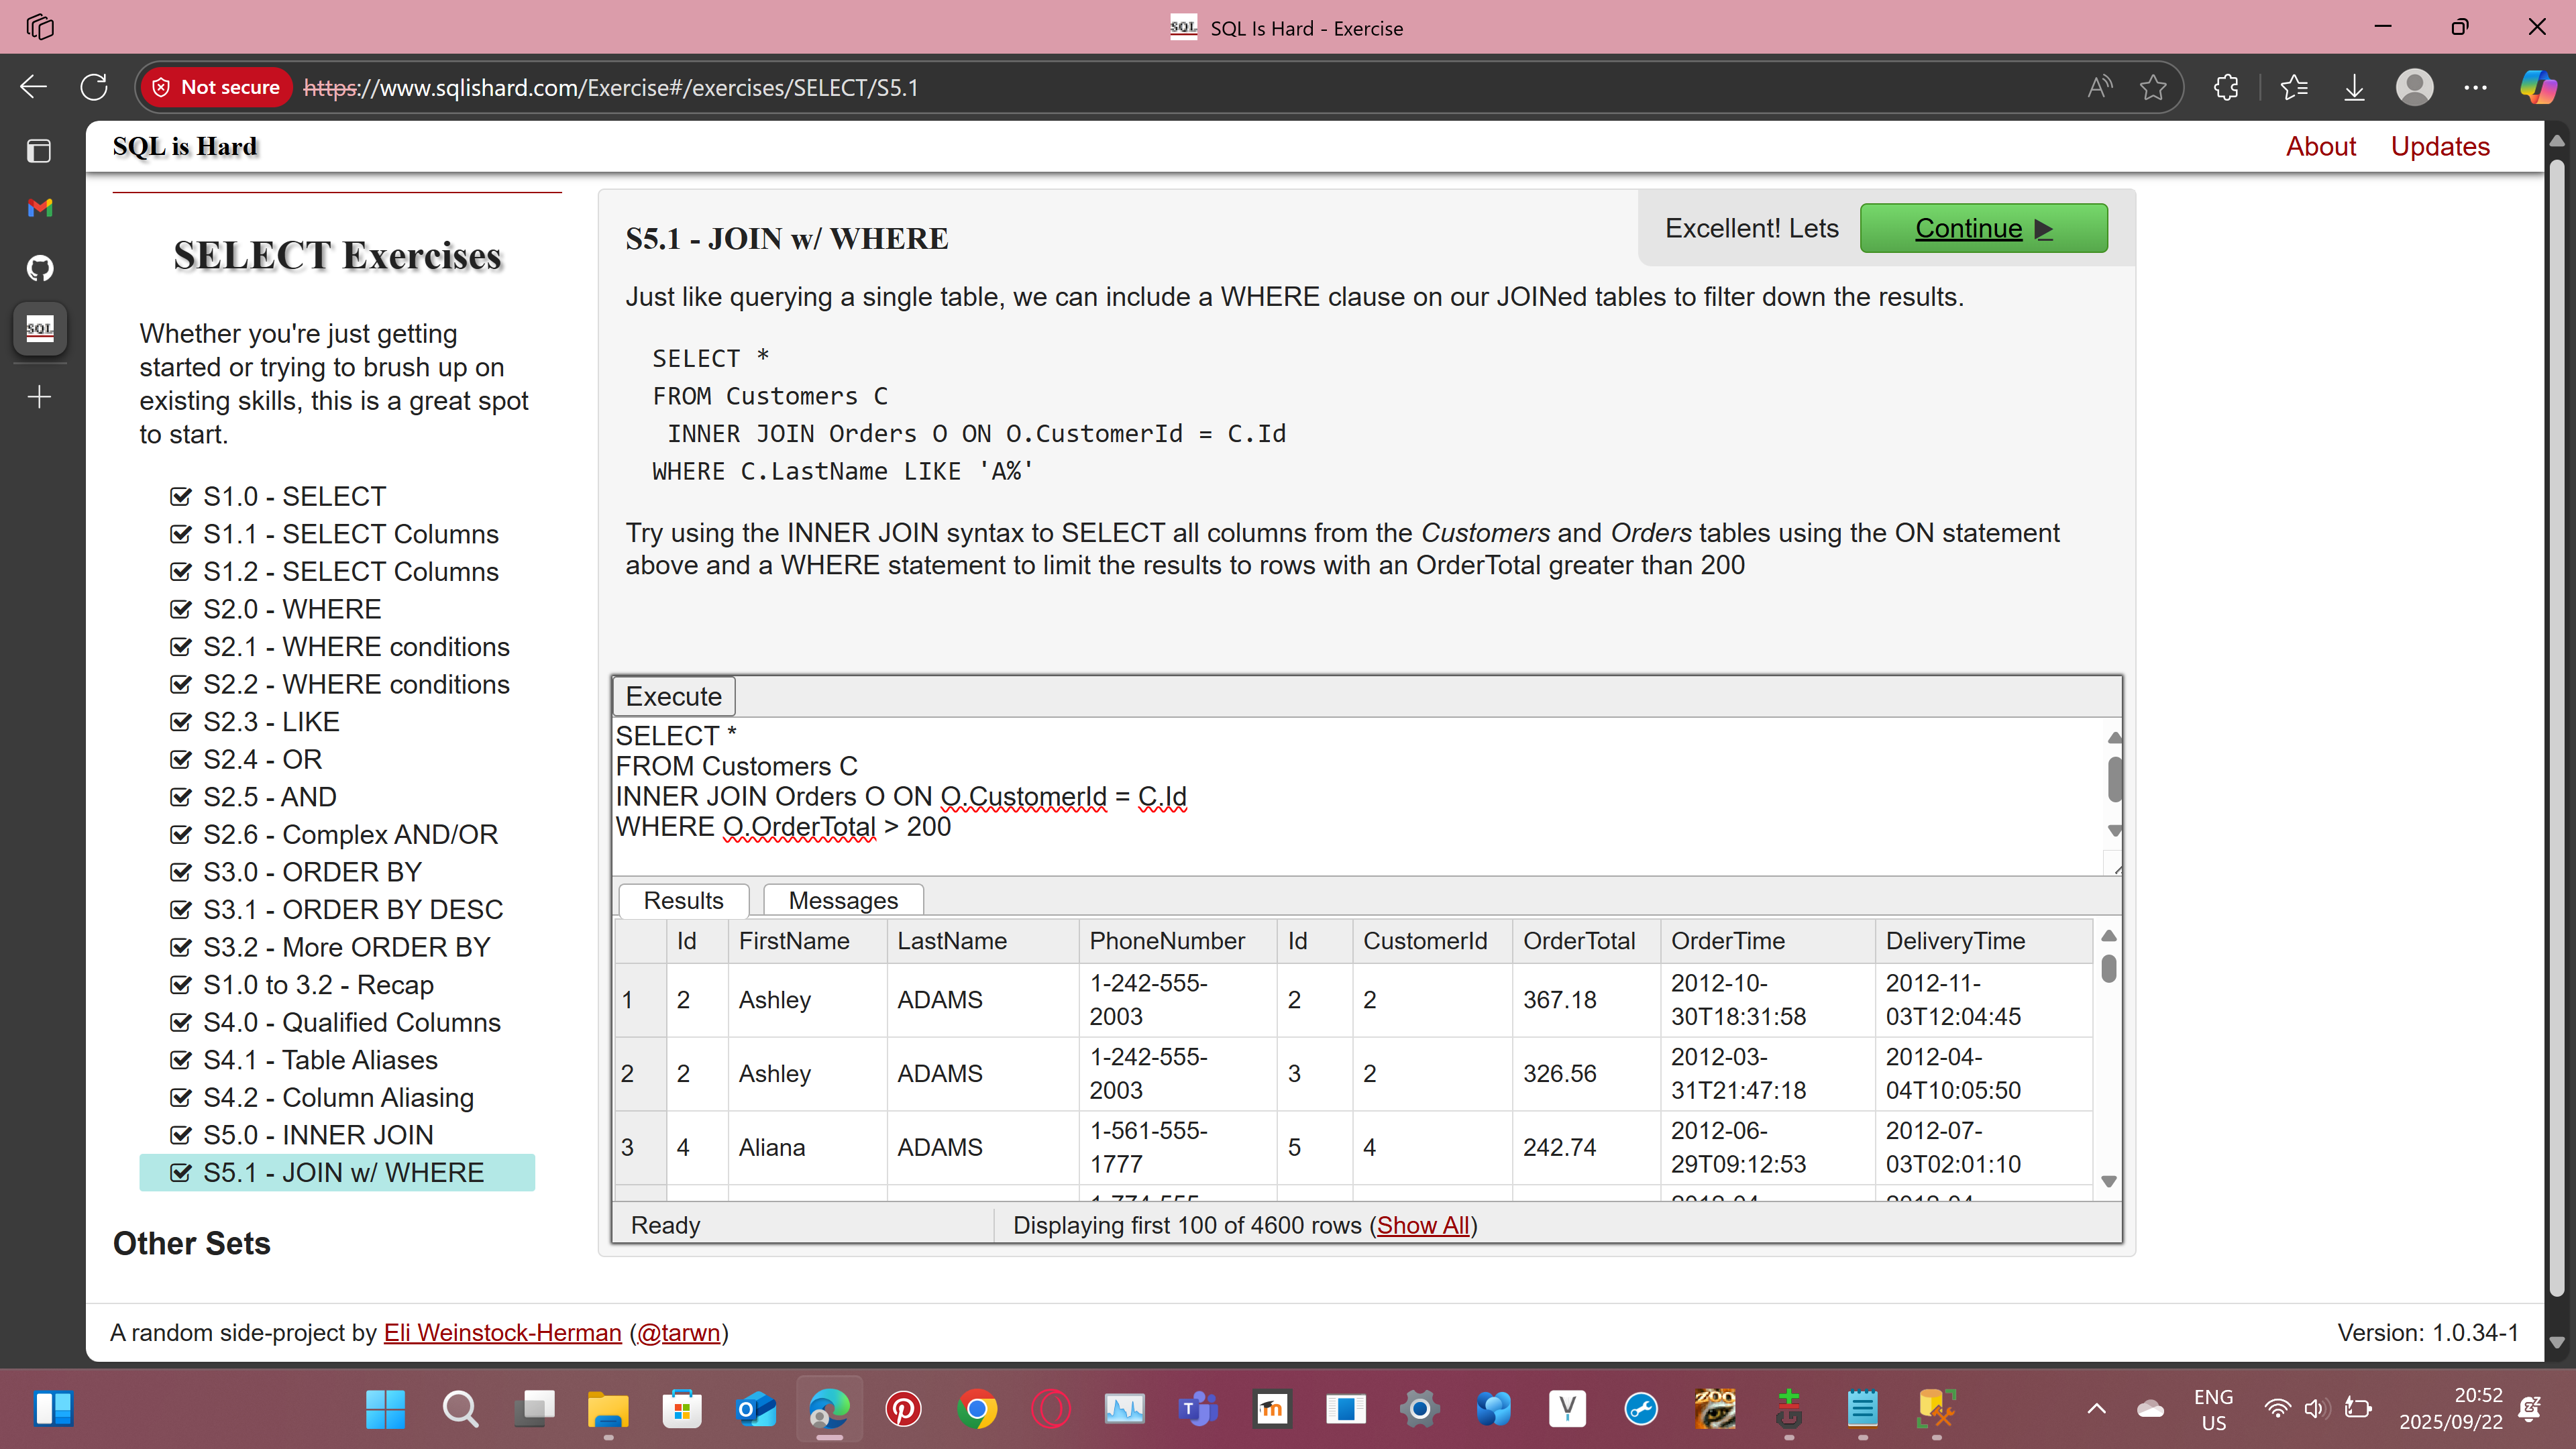 SQL Is Hard - Exercise
Not secure
https://www.sqlishard.com/Exercise#/exercises/SELECT/S5.1
SQL is Hard
About
Updates
SELECT Exercises
Whether you're just getting
started or trying to brush up on
existing skills, this is a great spot
to start.
S1.0 - SELECT
S1.1 - SELECT Columns
S1.2 - SELECT Columns
S2.0 - WHERE
S2.1 - WHERE conditions
S2.2 - WHERE conditions
S2.3 - LIKE
S2.4 - OR
S2.5 - AND
S2.6 - Complex AND/OR
S3.0 - ORDER BY
S3.1 - ORDER BY DESC
S3.2 - More ORDER BY
S1.0 to 3.2 - Recap
S4.0 - Qualified Columns
S4.1 - Table Aliases
S4.2 - Column Aliasing
S5.0 - INNER JOIN
S5.1 - JOIN w/ WHERE
Other Sets
S5.1 - JOIN w/ WHERE
Excellent! Lets
Continue
Just like querying a single table, we can include a WHERE clause on our JOINed tables to filter down the results.
SELECT *
FROM Customers C
INNER JOIN Orders O ON O.CustomerId = C.Id
WHERE C.LastName LIKE 'A%'
Try using the INNER JOIN syntax to SELECT all columns from the Customers and Orders tables using the ON statement
above and a WHERE statement to limit the results to rows with an OrderTotal greater than 200
Execute
SELECT *
FROM Customers C
INNER JOIN Orders O ON O.CustomerId = C.Id
WHERE O.OrderTotal > 200
Results Messages
Id FirstName LastName PhoneNumber Id CustomerId OrderTotal OrderTime DeliveryTime
1 2 Ashley ADAMS 1-242-555-2003 2 2 367.18 2012-10-30T18:31:58 2012-11-03T12:04:45
2 2 Ashley ADAMS 1-242-555-2003 3 2 326.56 2012-03-31T21:47:18 2012-04-04T10:05:50
3 4 Aliana ADAMS 1-561-555-1777 5 4 242.74 2012-06-29T09:12:53 2012-07-03T02:01:10
Ready
Displaying first 100 of 4600 rows (Show All)
A random side-project by Eli Weinstock-Herman (@tarwn)
Version: 1.0.34-1
ENG
US
20:52
2025/09/22